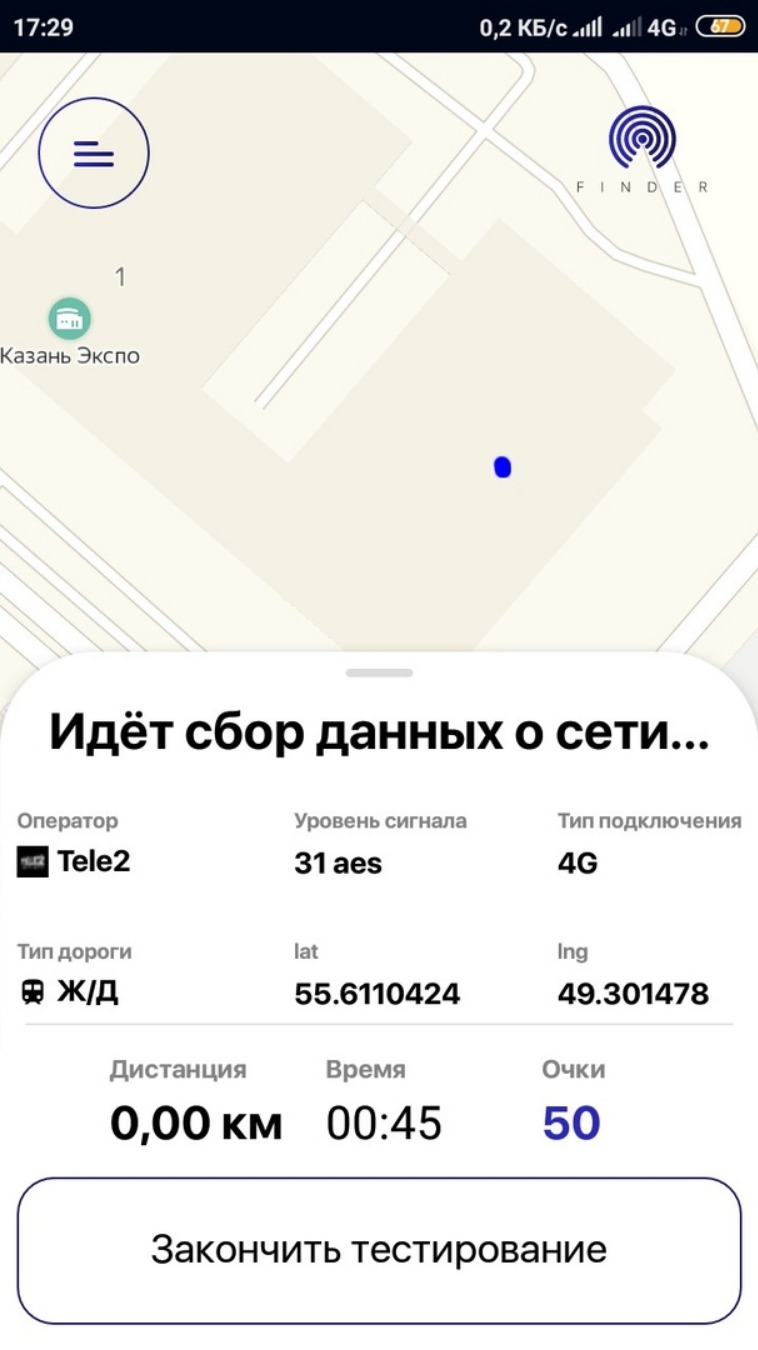 17:29
0,2 КБ/с 4G 67
FINDER
1
Казань Экспо
Идёт сбор данных о сети...
Оператор Уровень сигнала Тип подключения
Tele2 31 aes 4G
Тип дороги lat lng
Ж/Д 55.6110424 49.301478
Дистанция Время Очки
0,00 км 00:45 50
Закончить тестирование